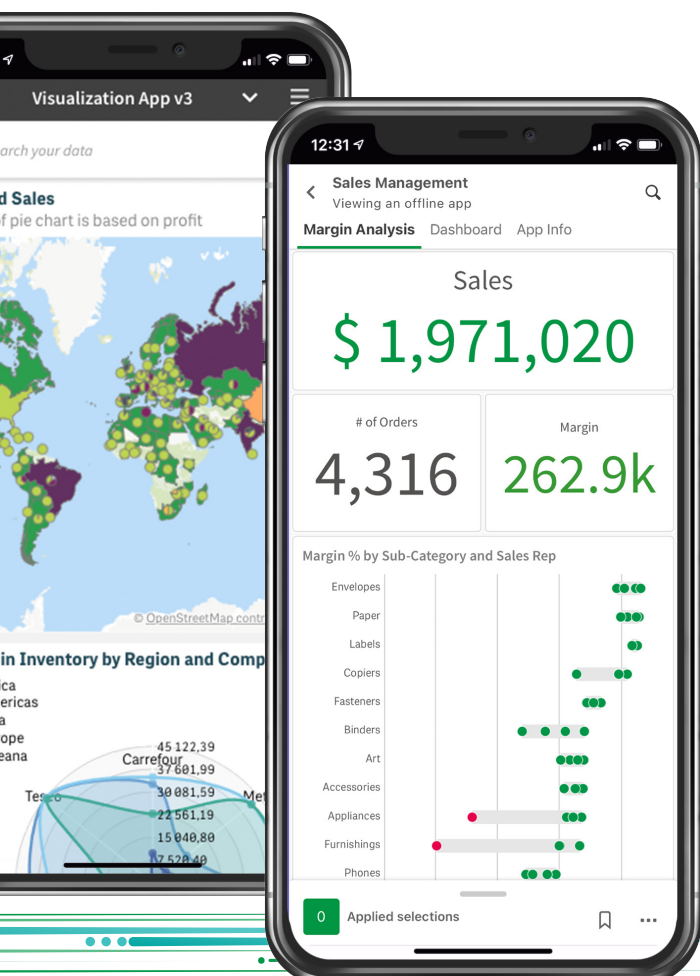 Visualization App v3
arch your data
d Sales
f pie chart is based on profit
© OpenStreetMap contr
in Inventory by Region and Comp
ica
ericas
a
rope
eana
45 122,39
Carrefour
37 601,99
30 081,59
Tesco
Met
22 561,19
15 040,80
7 520,40
12:31
Sales Management
Viewing an offline app
Margin Analysis Dashboard App Info
Sales
$ 1,971,020
# of Orders
4,316
Margin
262.9k
Margin % by Sub-Category and Sales Rep
Envelopes
Paper
Labels
Copiers
Fasteners
Binders
Art
Accessories
Appliances
Furnishings
Phones
0 Applied selections